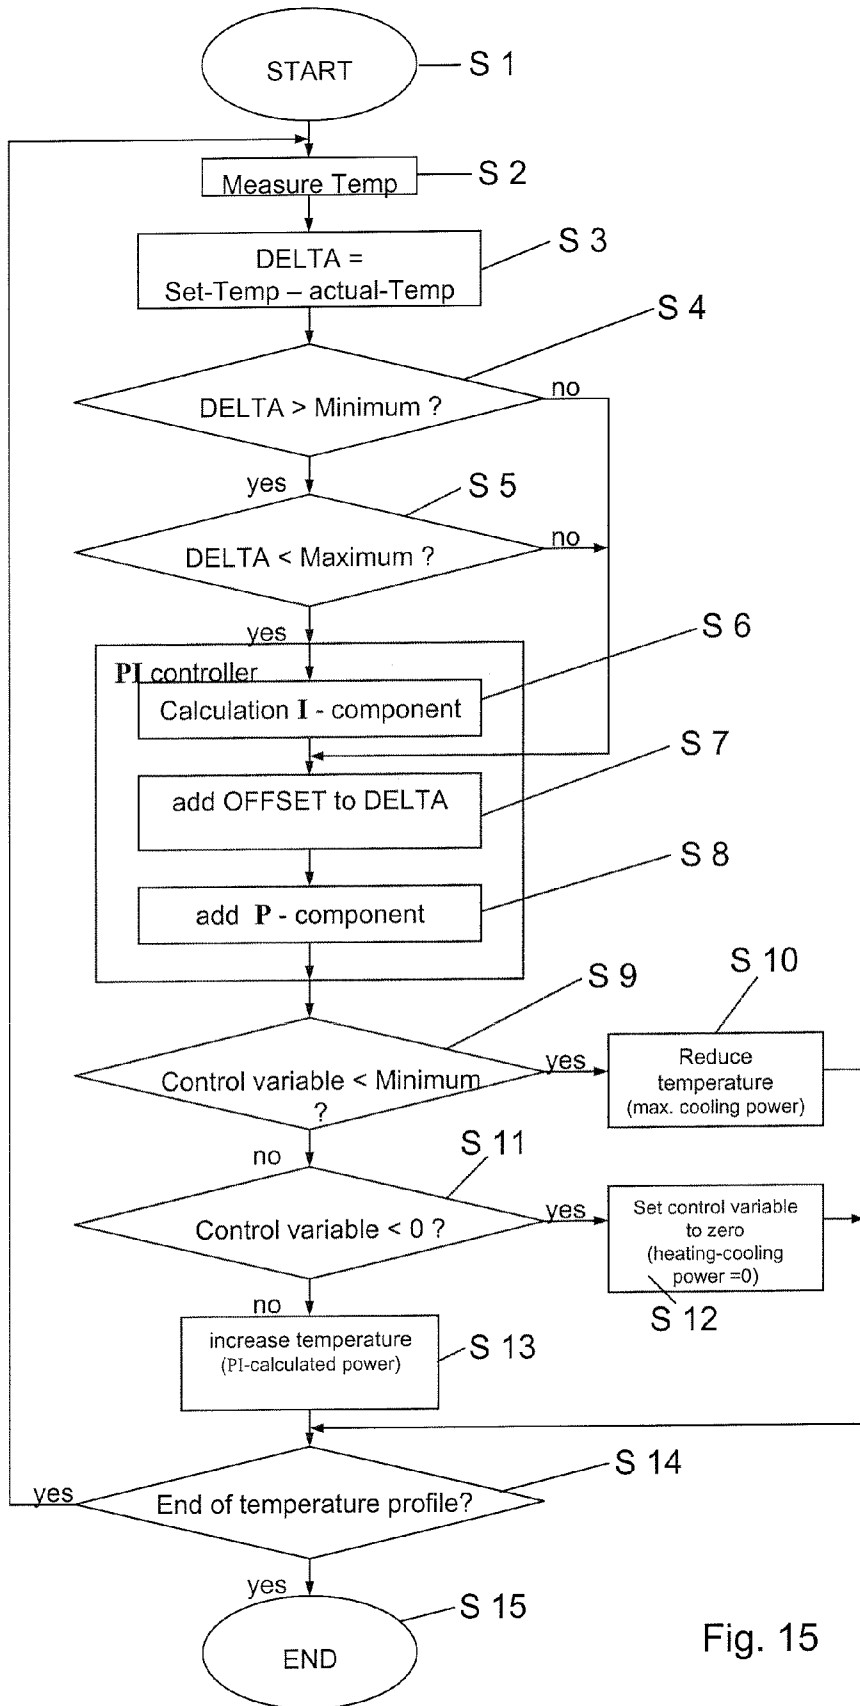 START
S 1
Measure Temp
S 2
DELTA =
Set-Temp – actual-Temp
S 3
S 4
DELTA > Minimum ?
no
yes
S 5
DELTA < Maximum ?
no
yes
S 6
PI controller
Calculation I - component
S 7
add OFFSET to DELTA
S 8
add P - component
S 9
S 10
Control variable < Minimum
?
yes
Reduce
temperature
(max. cooling power)
no
S 11
Control variable < 0 ?
yes
Set control variable
to zero
(heating-cooling
power =0)
S 12
no
increase temperature
(PI-calculated power)
S 13
S 14
yes
End of temperature profile?
yes
S 15
END
Fig. 15